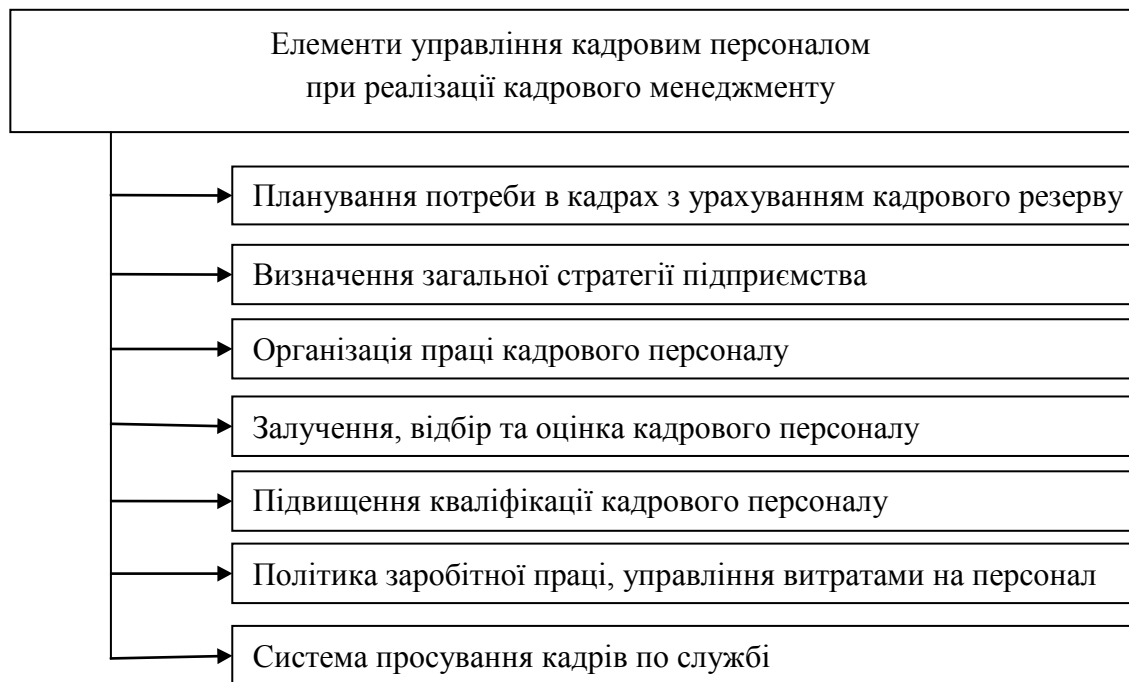 Елементи управління кадровим персоналом
при реалізації кадрового менеджменту
Планування потреби в кадрах з урахуванням кадрового резерву
Визначення загальної стратегії підприємства
Організація праці кадрового персоналу
Залучення, відбір та оцінка кадрового персоналу
Підвищення кваліфікації кадрового персоналу
Політика заробітної праці, управління витратами на персонал
Система просування кадрів по службі